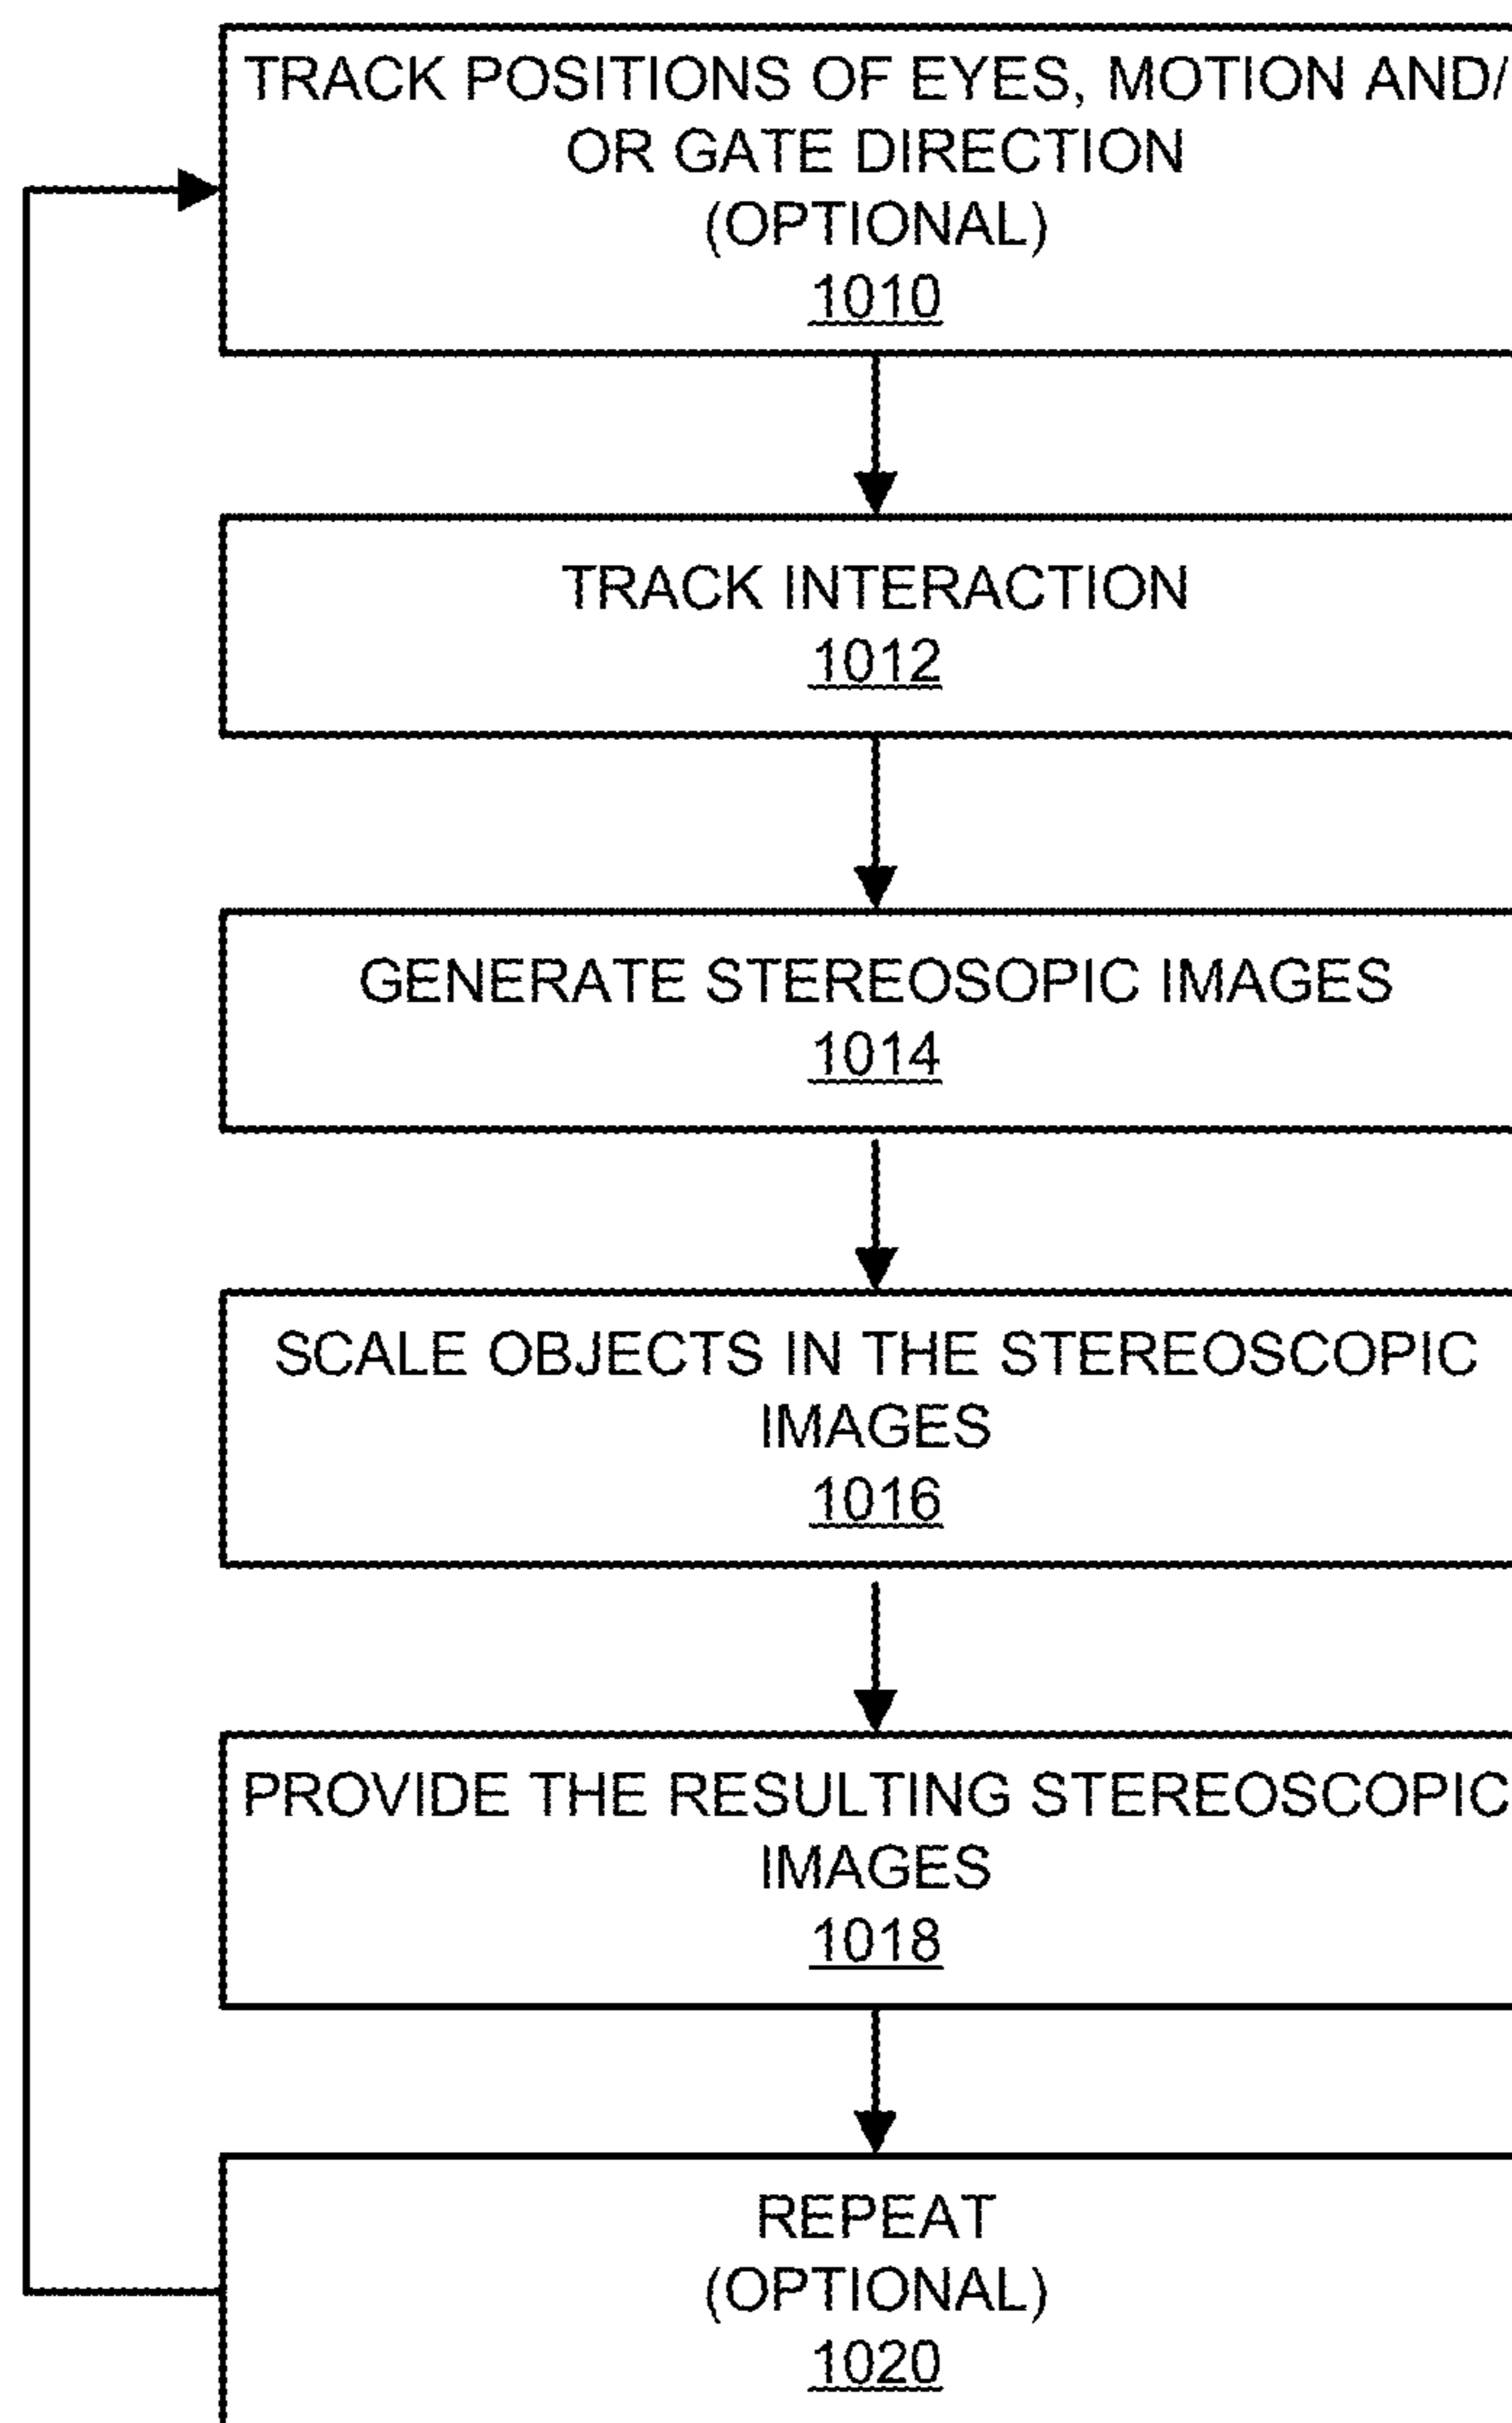 TRACK POSITIONS OF EYES, MOTION AND/
OR GATE DIRECTION
(OPTIONAL)
1010
TRACK INTERACTION
1012
GENERATE STEREOSOPIC IMAGES
1014
SCALE OBJECTS IN THE STEREOSCOPIC
IMAGES
1016
PROVIDE THE RESULTING STEREOSCOPIC
IMAGES
1018
REPEAT
(OPTIONAL)
1020